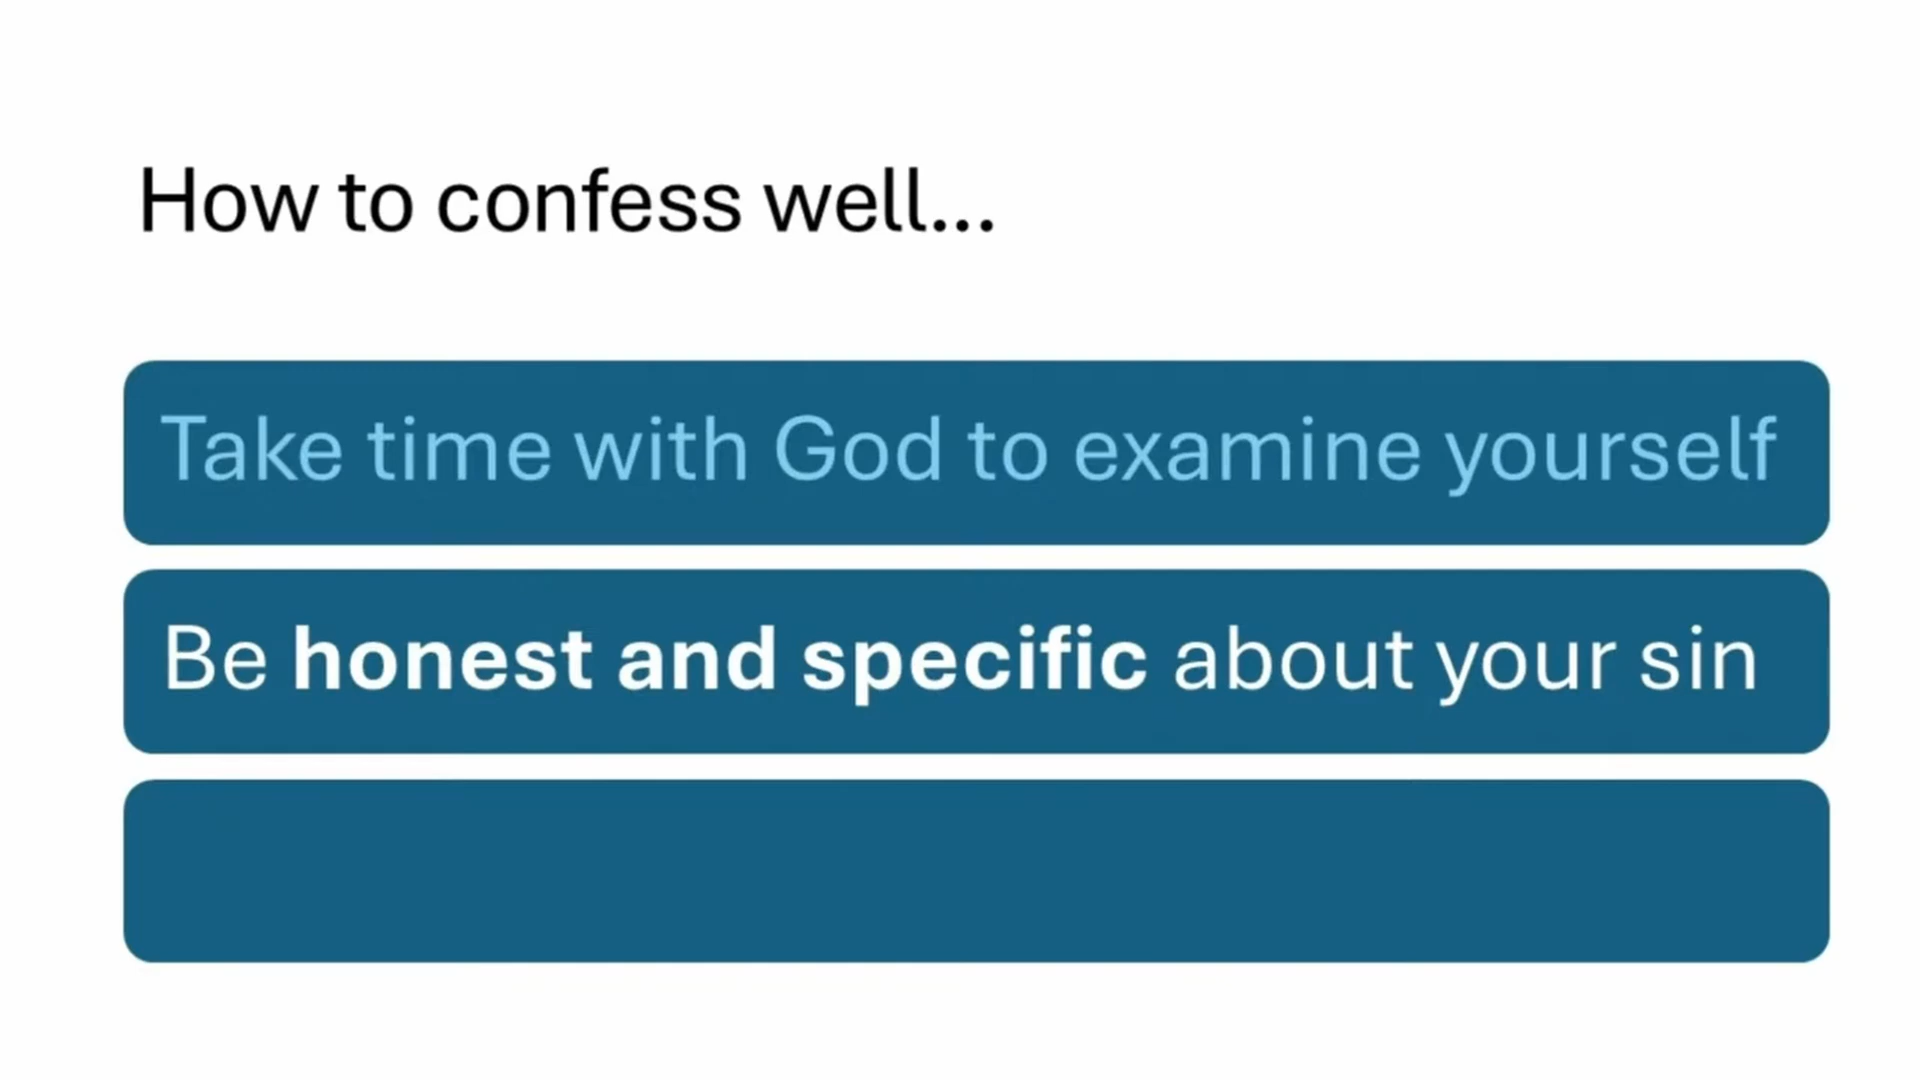 How to confess well...
Take time with God to examine yourself
Be honest and specific about your sin